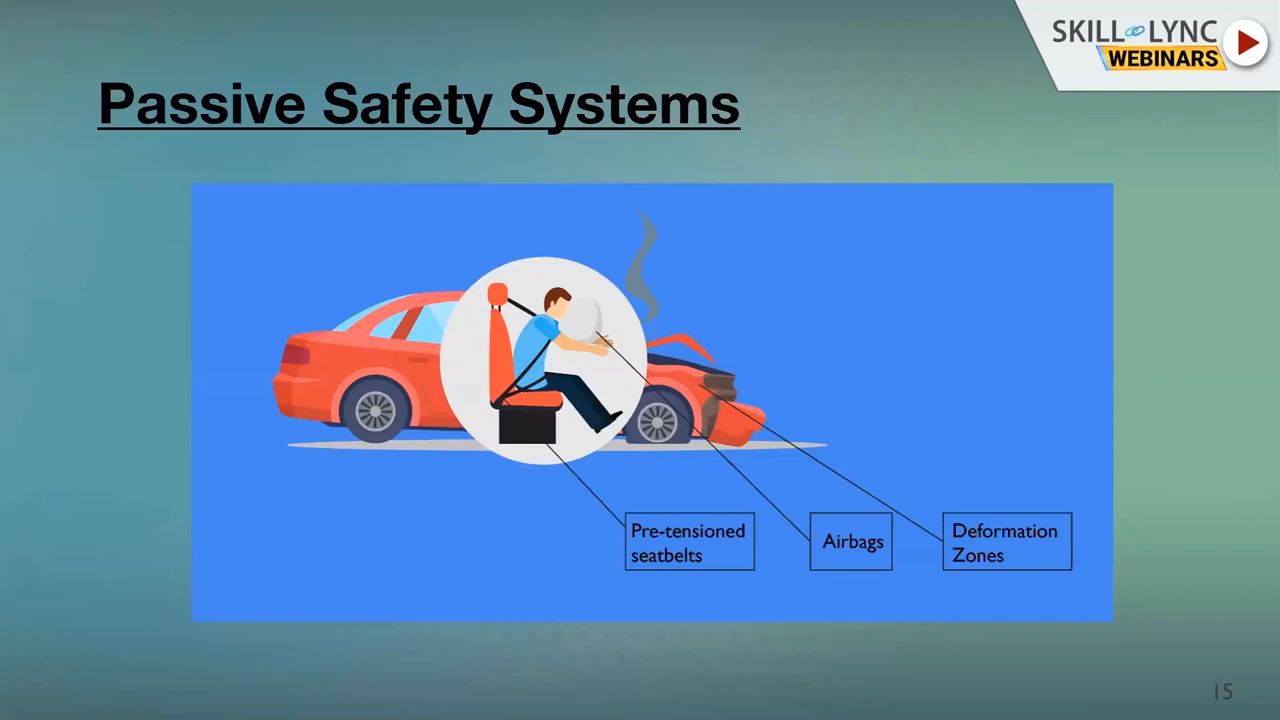 SKILL LYNC
WEBINARS
Passive Safety Systems
Pre-tensioned
seatbelts
Airbags
Deformation
Zones
15